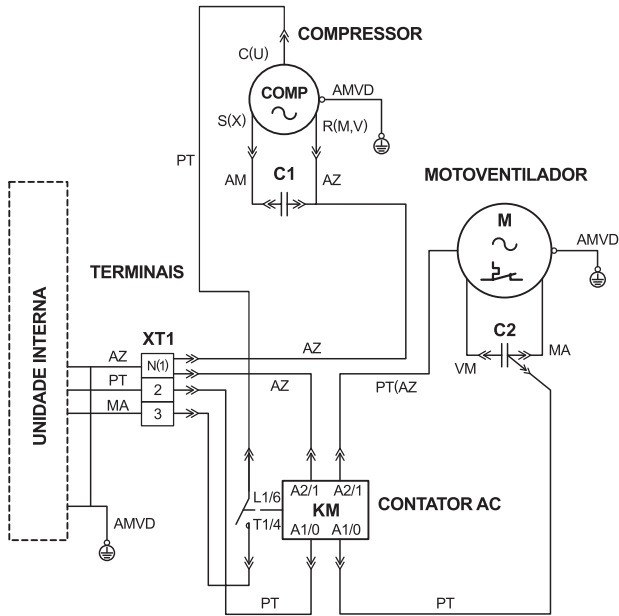 COMPRESSOR
C(U)
COMP
AMVD
S(X)
R(M,V)
PT
AM
C1
AZ
MOTOVENTILADOR
M
AMVD
TERMINAIS
UNIDADE INTERNA
XT1
C2
AZ
N(1)
AZ
VM
MA
PT
2
AZ
PT(AZ
MA
3
L1/6
A2/1
A2/1
KM
CONTATOR AC
T1/4
A1/0
A1/0
AMVD
PT
PT